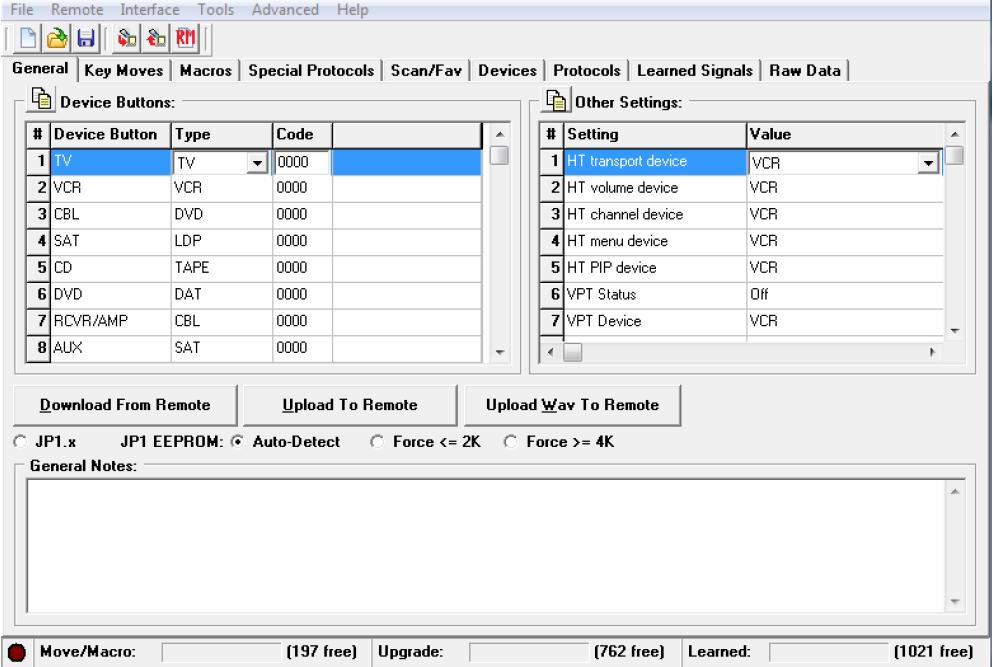 File Remote Interface Tools Advanced Help
RM
General Key Moves Macros Special Protocols Scan/Fav Devices Protocols Learned Signals Raw Data
Device Buttons:
# Device Button Type Code
1 TV TV 0000
2 VCR VCR 0000
3 CBL DVD 0000
4 SAT LDP 0000
5 CD TAPE 0000
6 DVD DAT 0000
7 RCVR/AMP CBL 0000
8 AUX SAT 0000
Other Settings:
# Setting Value
1 HT transport device VCR
2 HT volume device VCR
3 HT channel device VCR
4 HT menu device VCR
5 HT PIP device VCR
6 VPT Status Off
7 VPT Device VCR
Download From Remote Upload To Remote Upload Wav To Remote
JP1.x JP1 EEPROM: Auto-Detect Force <= 2K Force >= 4K
General Notes:
Move/Macro: (197 free) Upgrade: (762 free) Learned: (1021 free)